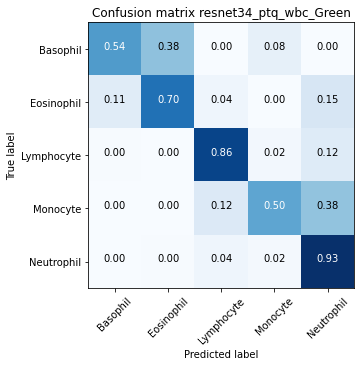 Confusion matrix resnet34_ptq_wbc_Green
True label
Basophil 0.54 0.38 0.00 0.08 0.00
Eosinophil 0.11 0.70 0.04 0.00 0.15
Lymphocyte 0.00 0.00 0.86 0.02 0.12
Monocyte 0.00 0.00 0.12 0.50 0.38
Neutrophil 0.00 0.00 0.04 0.02 0.93
Basophil Eosinophil Lymphocyte Monocyte Neutrophil
Predicted label